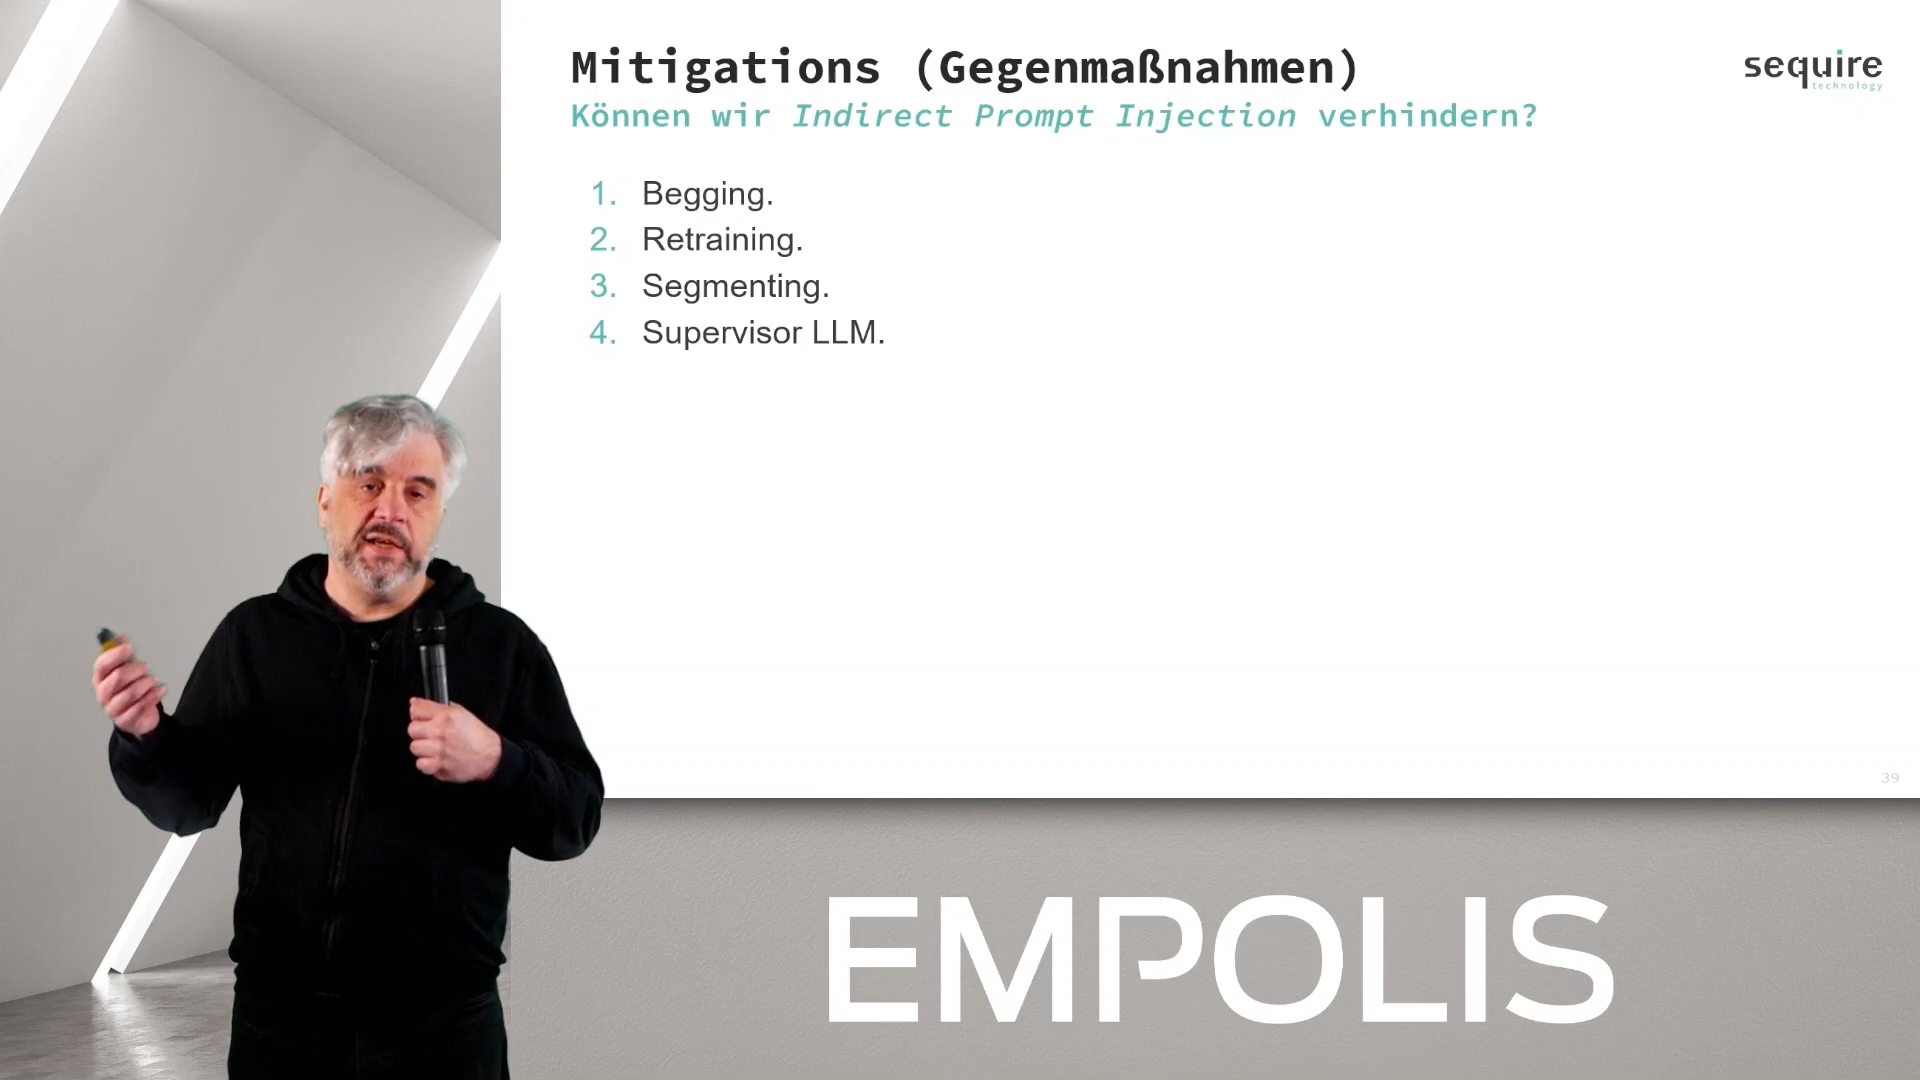 Mitigations (Gegenmaßnahmen)
Können wir Indirect Prompt Injection verhindern?
sequire
technology
1. Begging.
2. Retraining.
3. Segmenting.
4. Supervisor LLM.
39
EMPOLIS